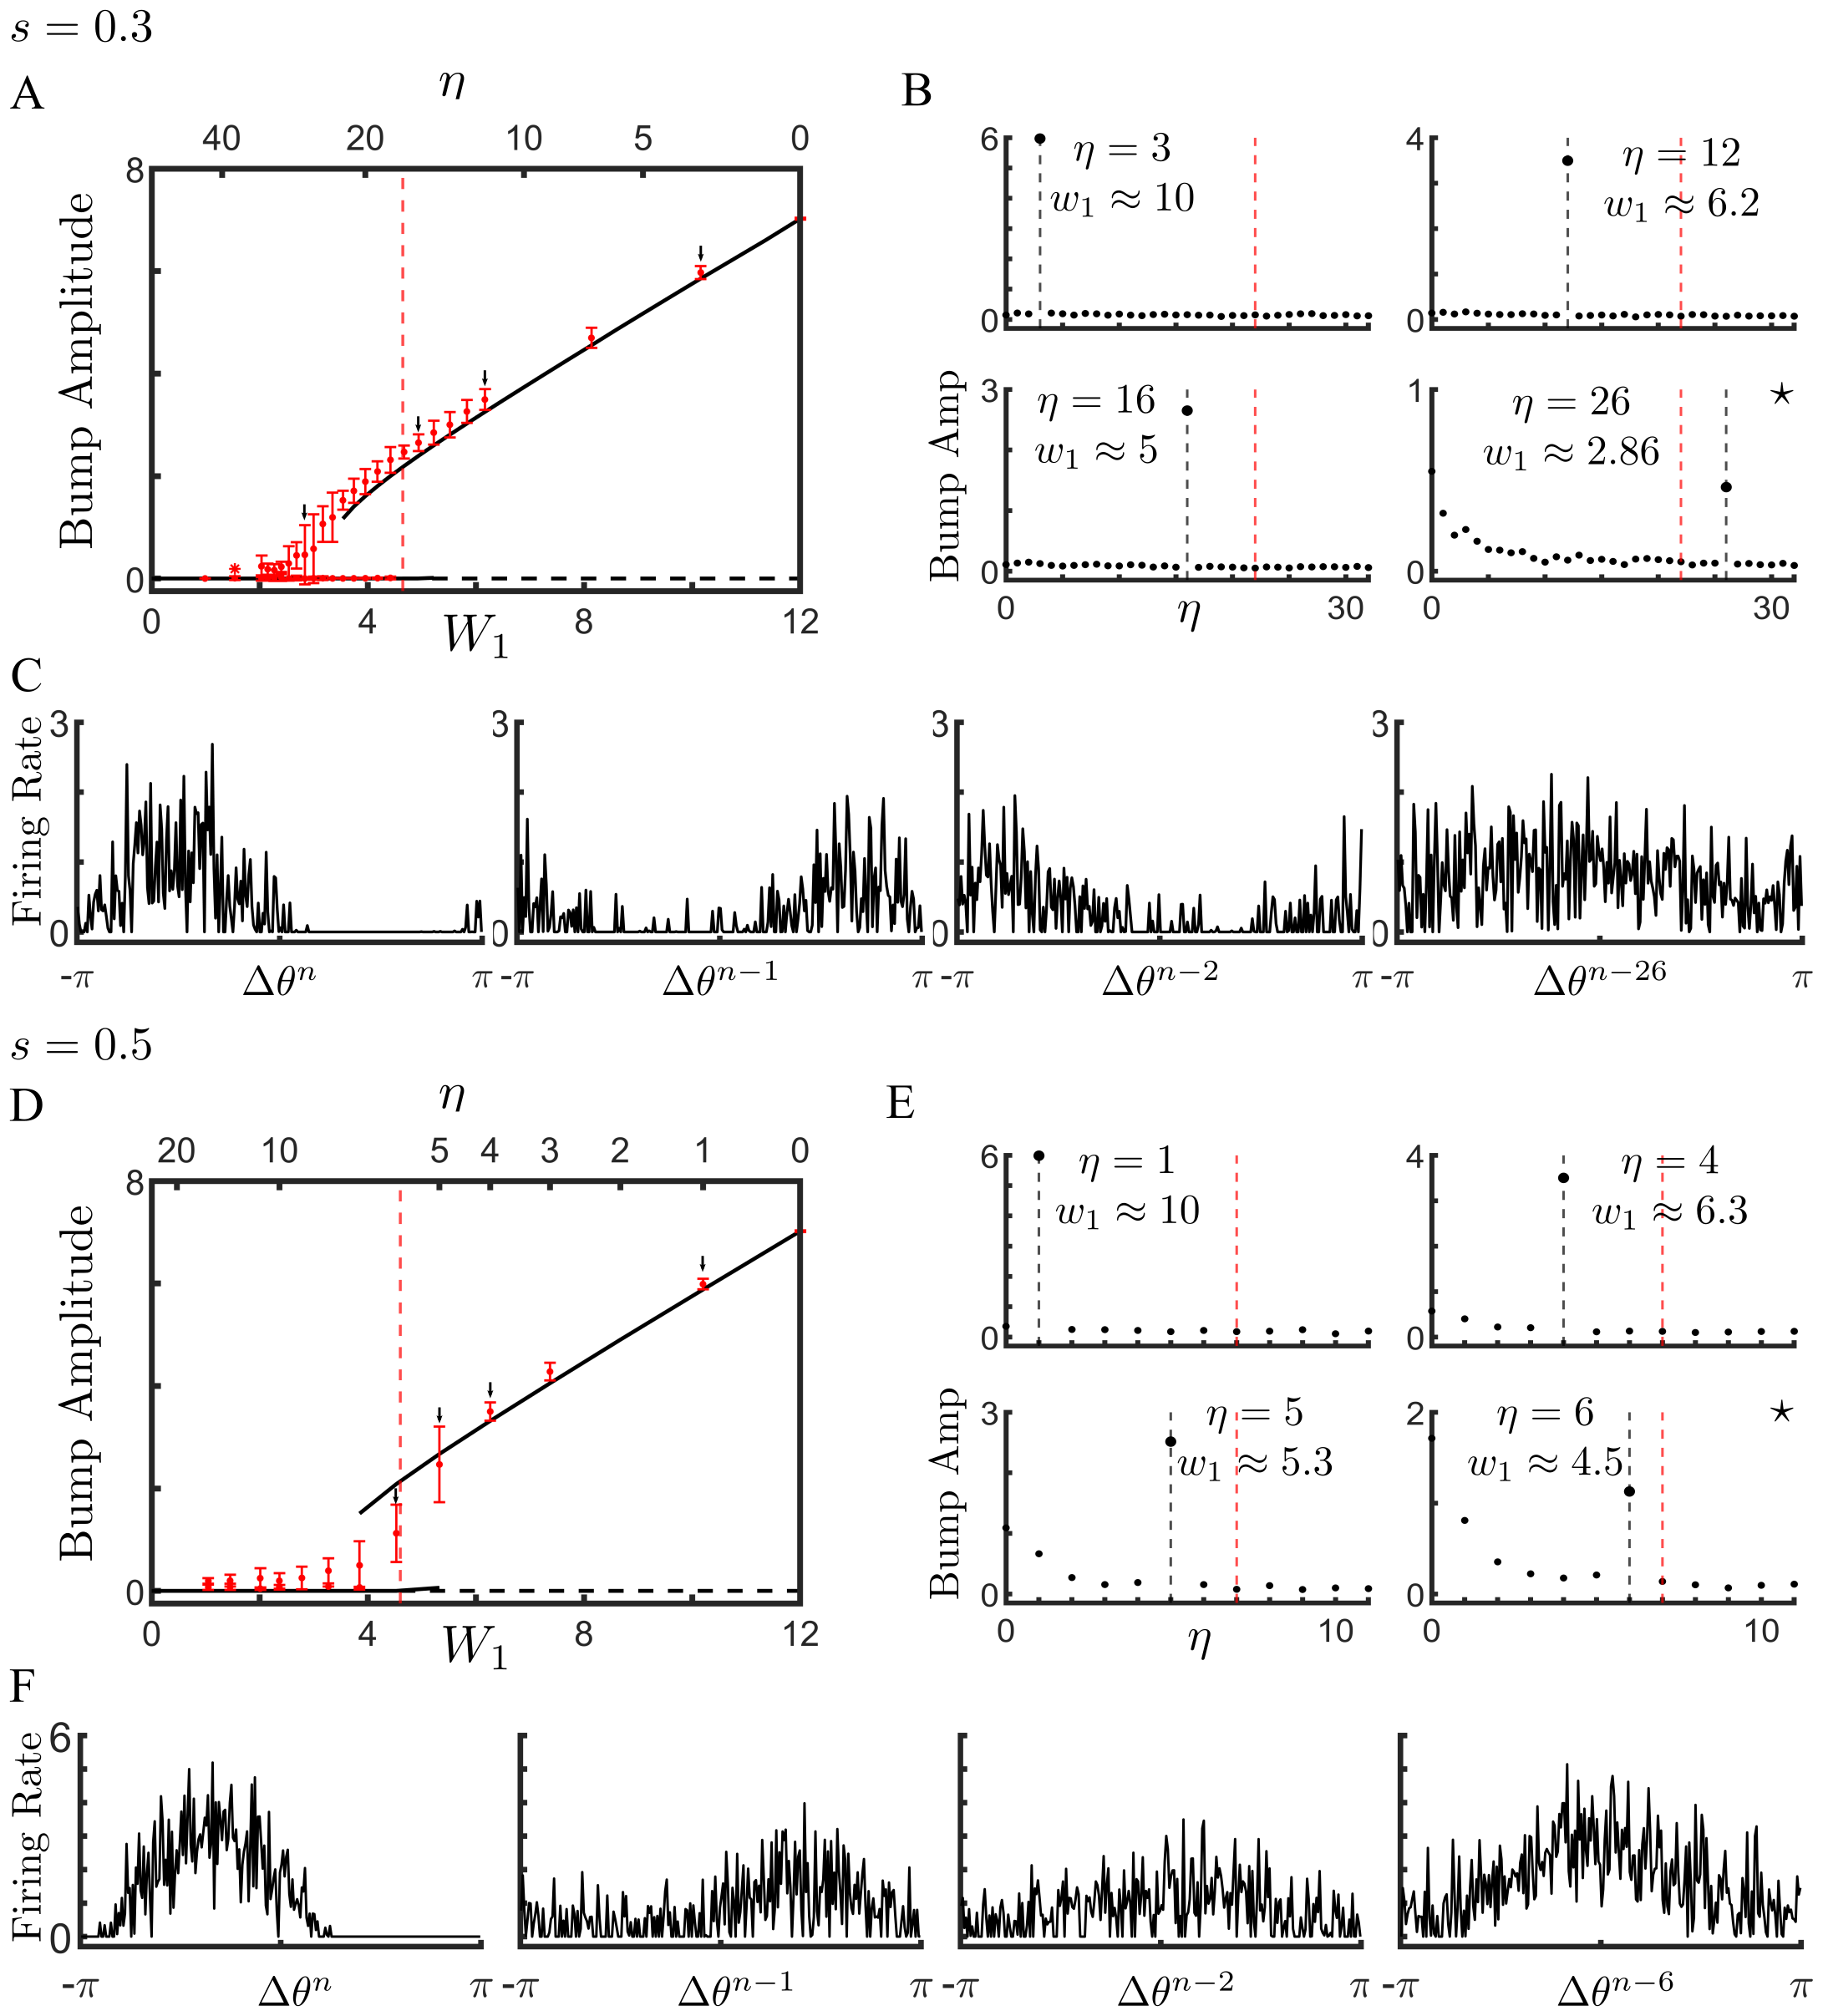 s = 0.3
A
η
40 20 10 5 0
8
0
Bump Amplitude
0 4 8 12
W₁
B
6
0
η = 3
w₁ ≈ 10
4
0
η = 12
w₁ ≈ 6.2
Bump Amp
3
0
η = 16
w₁ ≈ 5
0 30
η
1
0
η = 26
w₁ ≈ 2.86
★
0 30
C
Firing Rate
3
0
-π Δθⁿ π
3
0
-π Δθⁿ⁻¹ π
3
0
-π Δθⁿ⁻² π
3
0
-π Δθⁿ⁻²⁶ π
s = 0.5
D
η
20 10 5 4 3 2 1 0
8
0
Bump Amplitude
0 4 8 12
W₁
E
6
0
η = 1
w₁ ≈ 10
4
0
η = 4
w₁ ≈ 6.3
Bump Amp
3
0
η = 5
w₁ ≈ 5.3
0 10
η
2
0
η = 6
w₁ ≈ 4.5
★
0 10
F
Firing Rate
6
0
-π Δθⁿ π
-π Δθⁿ⁻¹ π
-π Δθⁿ⁻² π
-π Δθⁿ⁻⁶ π